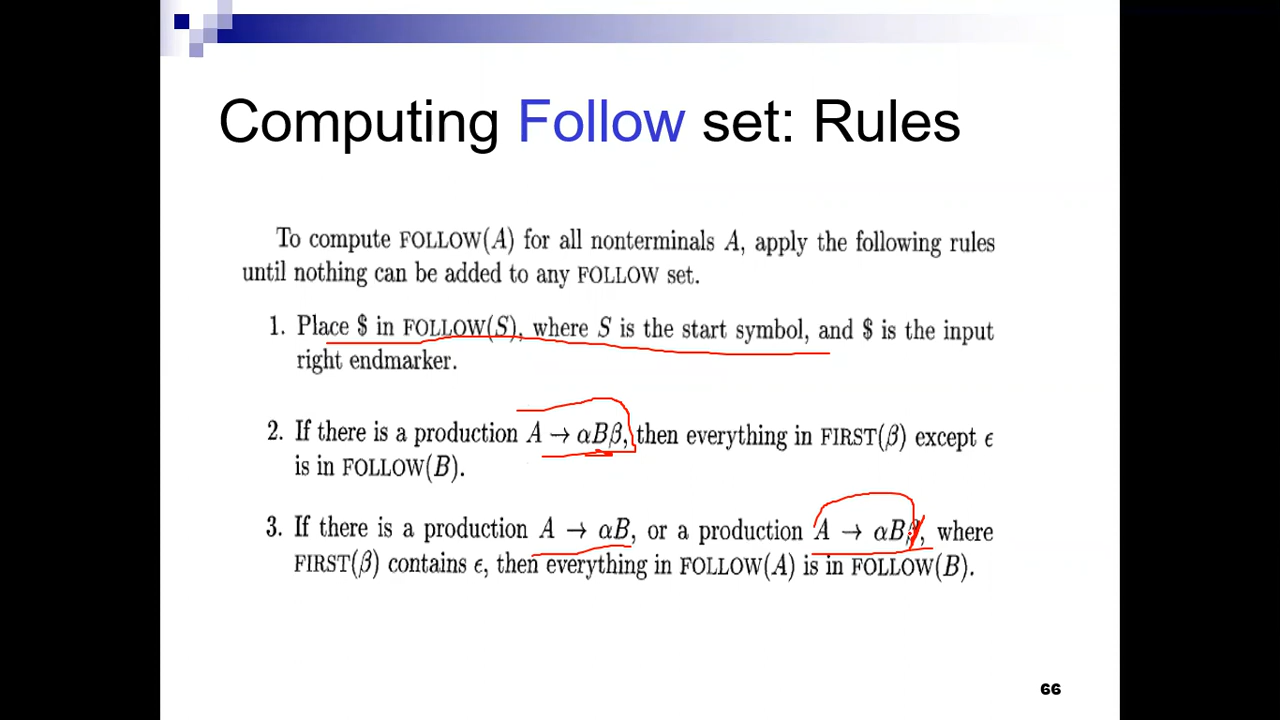 Computing Follow set: Rules
To compute FOLLOW(A) for all nonterminals A, apply the following rules
until nothing can be added to any FOLLOW set.
1. Place $ in FOLLOW(S), where S is the start symbol, and $ is the input
right endmarker.
2. If there is a production A → αBβ, then everything in FIRST(β) except ϵ
is in FOLLOW(B).
3. If there is a production A → αB, or a production A → αBβ, where
FIRST(β) contains ϵ, then everything in FOLLOW(A) is in FOLLOW(B).
66